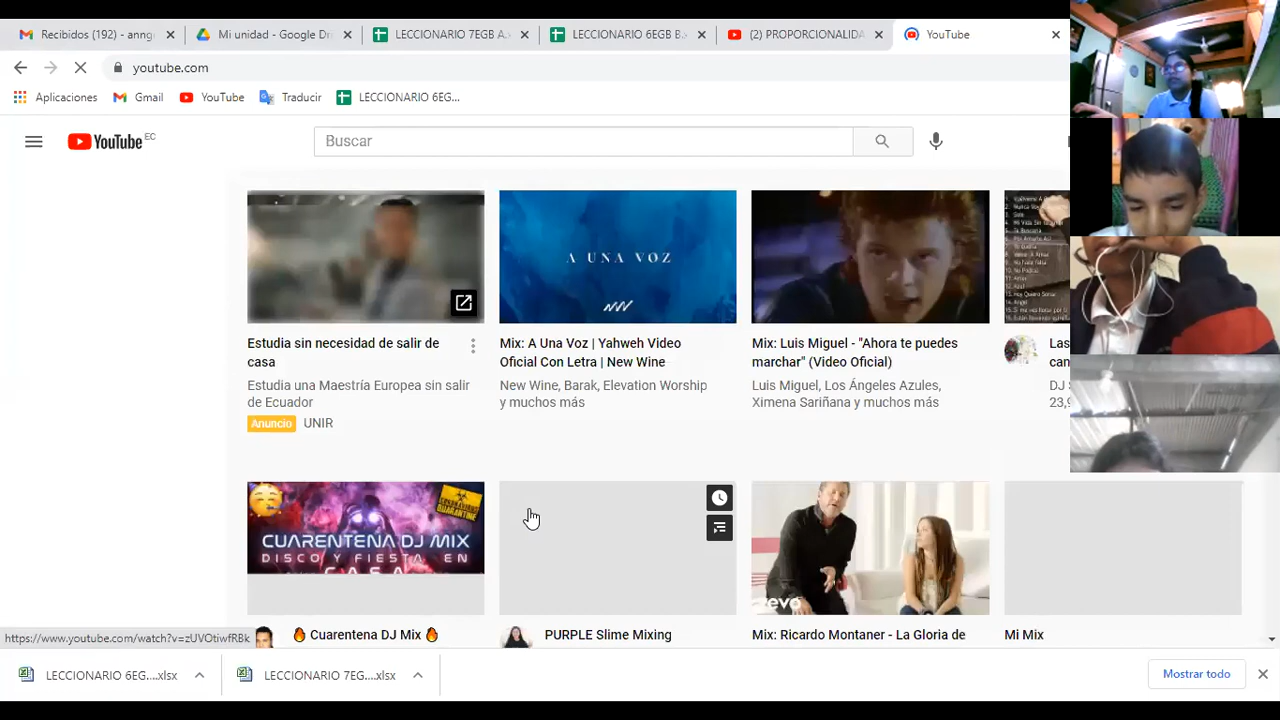 Recibidos (192) - anng
Mi unidad - Google Dri
LECCIONARIO 7EGB A.x
LECCIONARIO 6EGB B.x
(2) PROPORCIONALIDA
YouTube
youtube.com
Aplicaciones
Gmail
YouTube
Traducir
LECCIONARIO 6EG...
YouTube EC
Buscar
A UNA VOZ
Estudia sin necesidad de salir de
casa
Estudia una Maestría Europea sin salir
de Ecuador
Anuncio UNIR
Mix: A Una Voz | Yahweh Video
Oficial Con Letra | New Wine
New Wine, Barak, Elevation Worship
y muchos más
Mix: Luis Miguel - "Ahora te puedes
marchar" (Video Oficial)
Luis Miguel, Los Ángeles Azules,
Ximena Sariñana y muchos más
Las
can
DJ S
23,9
CUARENTENA DJ MIX
DISCO Y FIESTA EN
CASA
vevo
🔥 Cuarentena DJ Mix 🔥
PURPLE Slime Mixing
Mix: Ricardo Montaner - La Gloria de
Mi Mix
https://www.youtube.com/watch?v=zUVOtiwfRBk
LECCIONARIO 6EG....xlsx
LECCIONARIO 7EG....xlsx
Mostrar todo